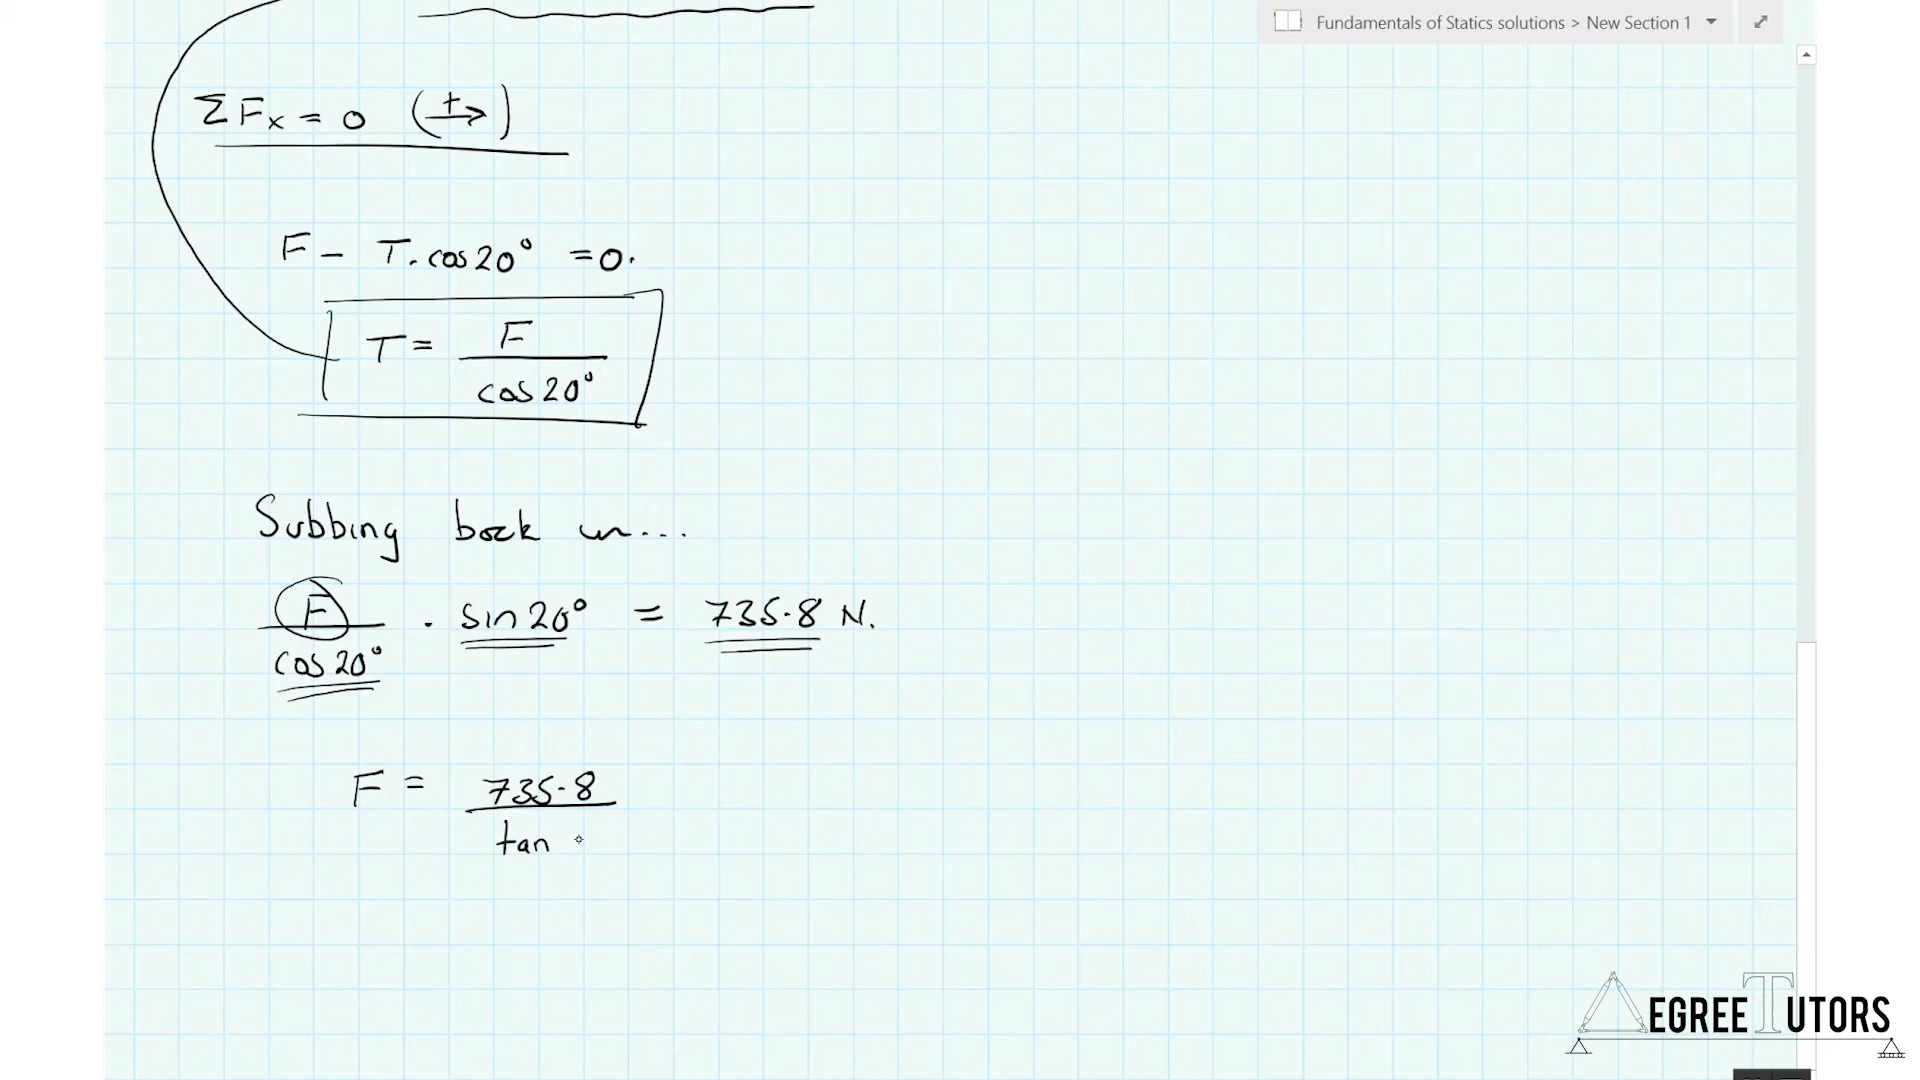 Fundamentals of Statics solutions > New Section 1
ΣFx = 0 (+→)
F - T. cos20° = 0.
T = F / cos20°
Subbing back in...
F / cos20° . sin20° = 735.8 N.
F = 735.8 / tan
DEGREE TUTORS